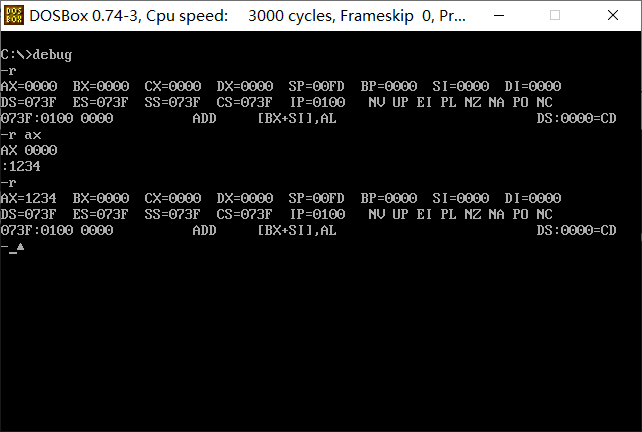 DOS BOX DOSBox 0.74-3, Cpu speed: 3000 cycles, Frameskip 0, Pr...
C:\>debug
-r
AX=0000 BX=0000 CX=0000 DX=0000 SP=00FD BP=0000 SI=0000 DI=0000
DS=073F ES=073F SS=073F CS=073F IP=0100 NV UP EI PL NZ NA PO NC
073F:0100 0000 ADD [BX+SI],AL DS:0000=CD
-r ax
AX 0000
:1234
-r
AX=1234 BX=0000 CX=0000 DX=0000 SP=00FD BP=0000 SI=0000 DI=0000
DS=073F ES=073F SS=073F CS=073F IP=0100 NV UP EI PL NZ NA PO NC
073F:0100 0000 ADD [BX+SI],AL DS:0000=CD
-_